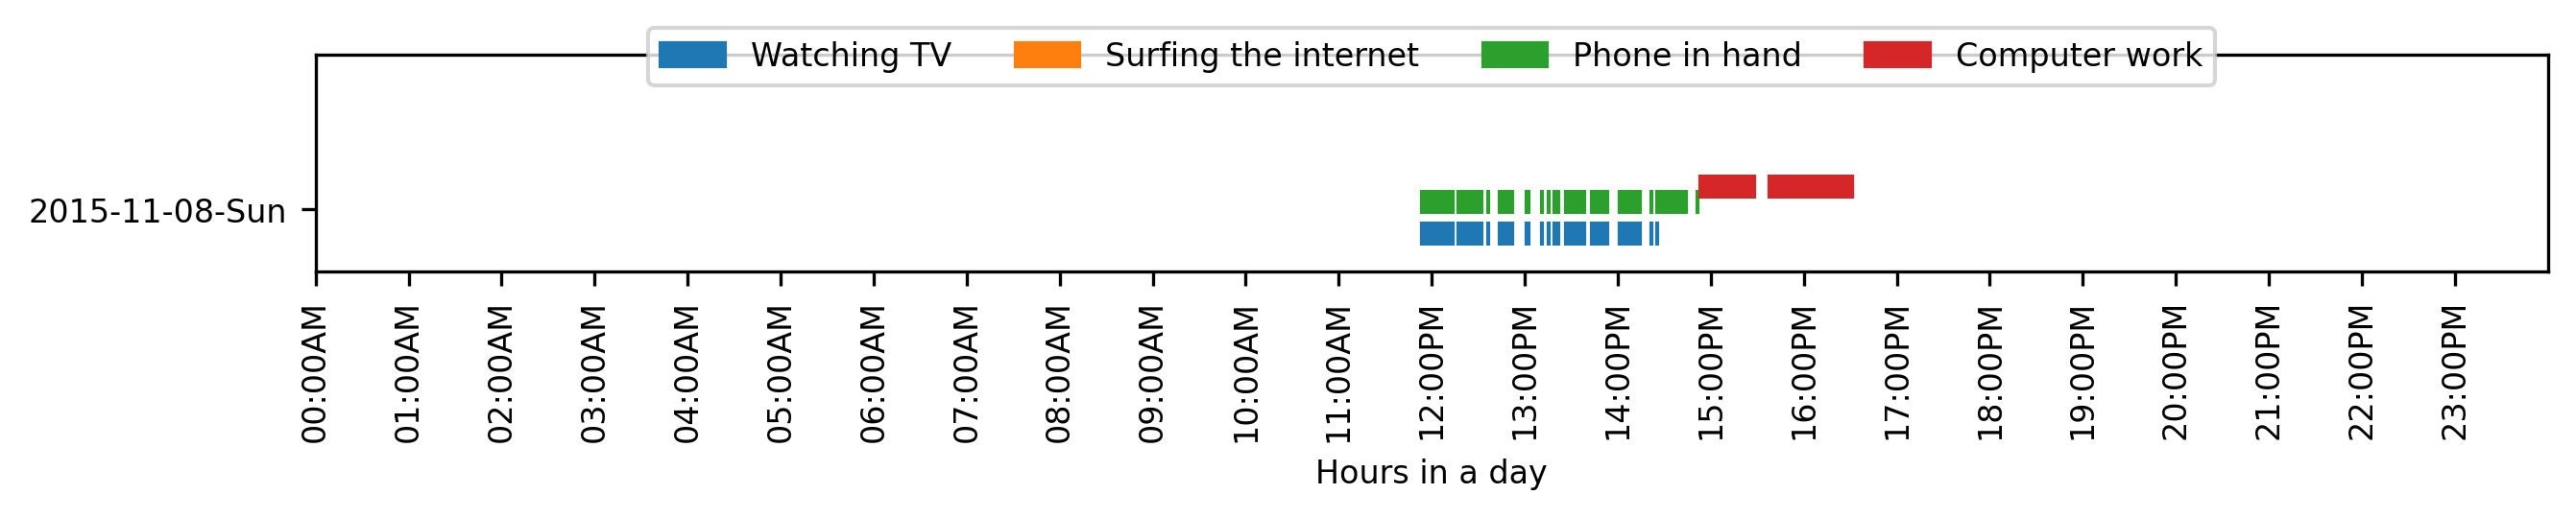 Watching TV Surfing the internet Phone in hand Computer work
2015-11-08-Sun
00:00AM 01:00AM 02:00AM 03:00AM 04:00AM 05:00AM 06:00AM 07:00AM 08:00AM 09:00AM 10:00AM 11:00AM 12:00PM 13:00PM 14:00PM 15:00PM 16:00PM 17:00PM 18:00PM 19:00PM 20:00PM 21:00PM 22:00PM 23:00PM
Hours in a day